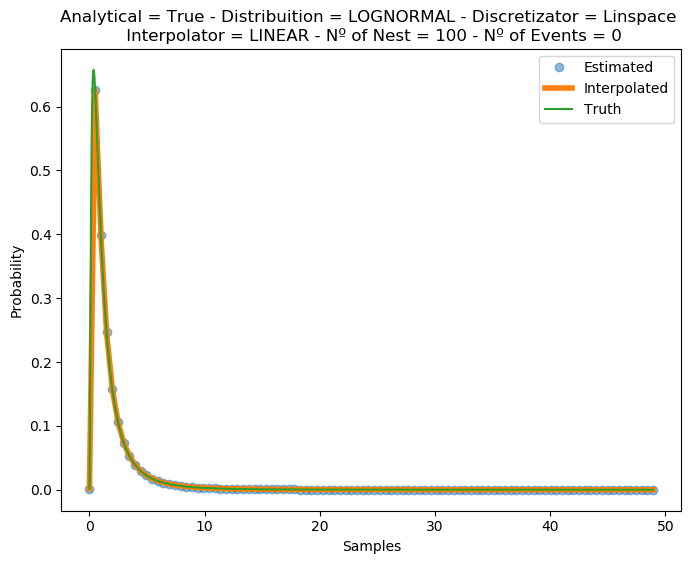 Analytical = True - Distribuition = LOGNORMAL - Discretizator = Linspace
Interpolator = LINEAR - Nº of Nest = 100 - Nº of Events = 0
Estimated
Interpolated
Truth
Probability
0.6
0.5
0.4
0.3
0.2
0.1
0.0
0
10
20
30
40
50
Samples